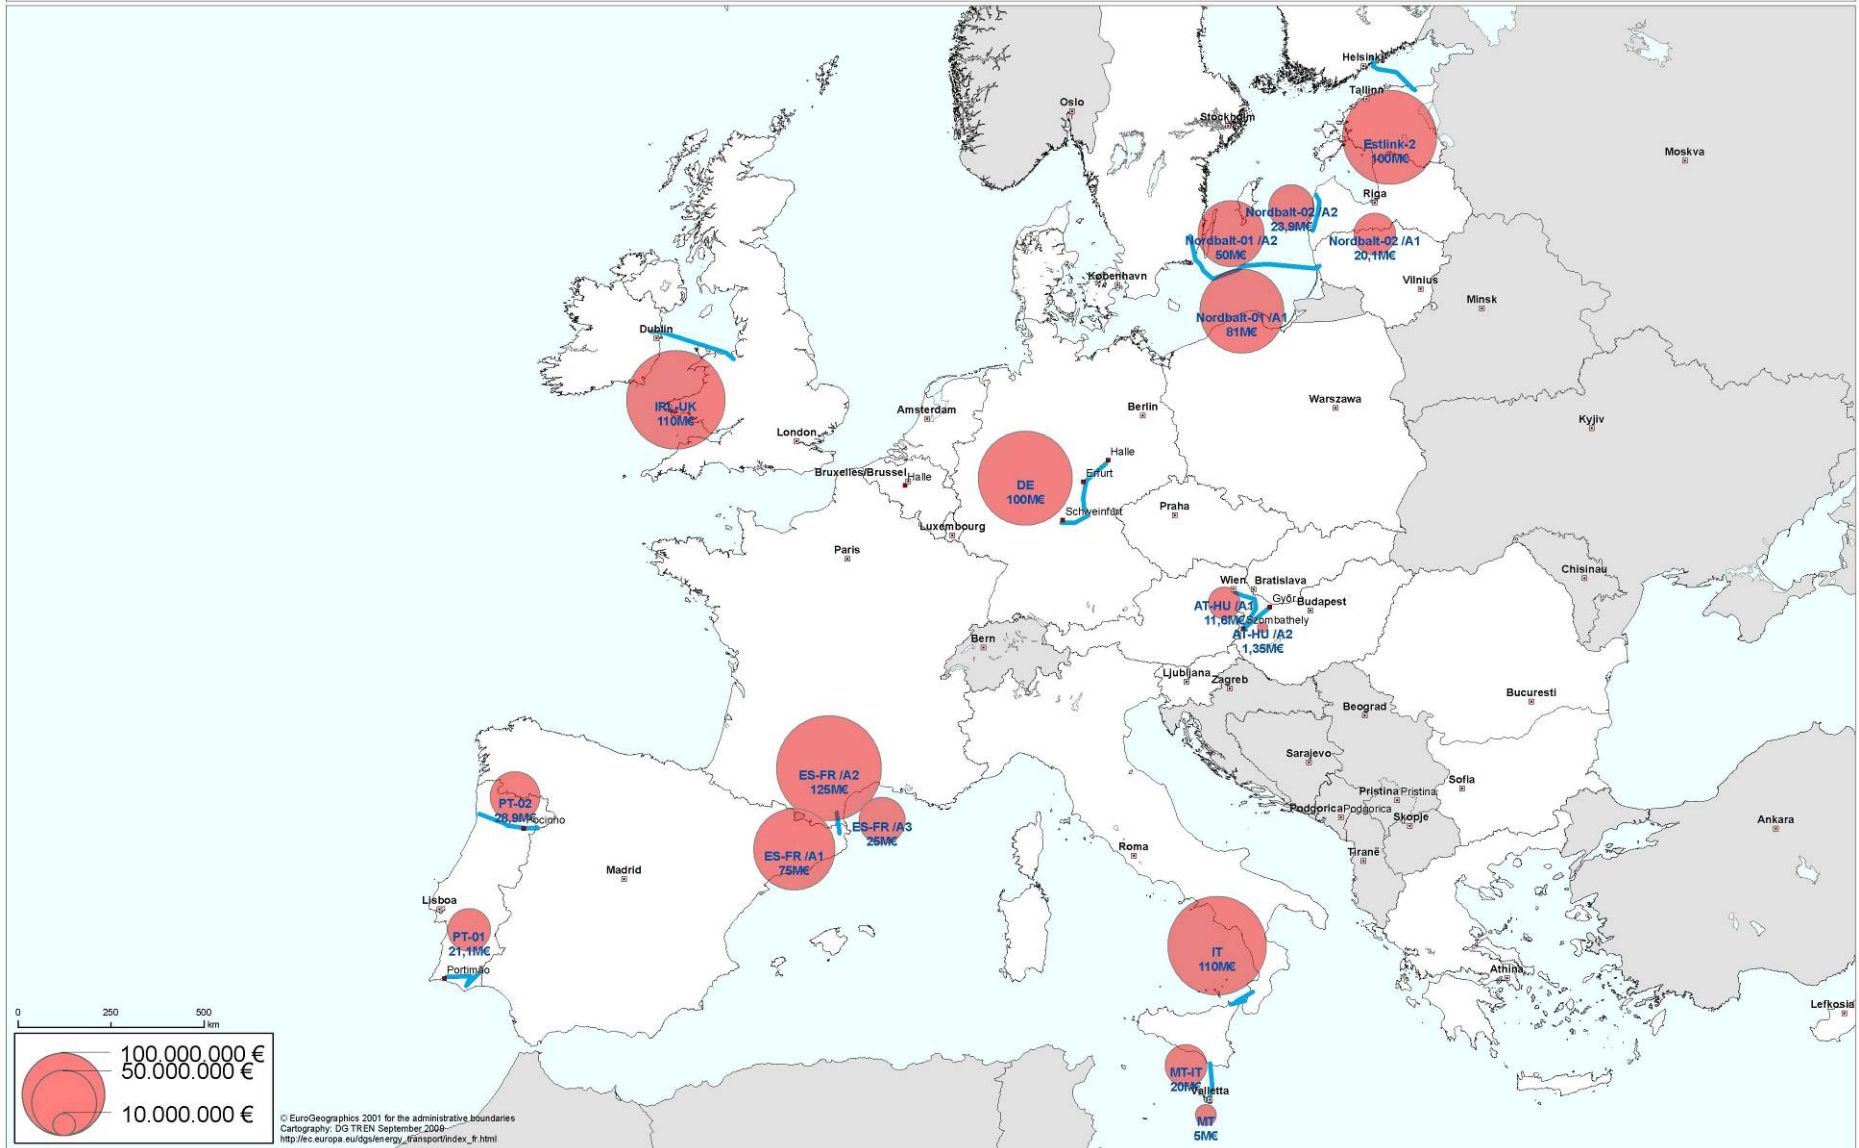 Helsinki
Tallinn
Oslo
Stockholm
Estlink-2
100M€
Moskva
Riga
Nordbalt-02 /A2
23,9M€
Nordbalt-01 /A2
50M€
Nordbalt-02 /A1
20,1M€
København
Vilnius
Minsk
Nordbalt-01 /A1
81M€
Dublin
IRL-UK
110M€
Amsterdam
Berlin
Warszawa
Kyjiv
London
Halle
Erfurt
Bruxelles/Brussel
Halle
DE
100M€
Schweinfurt
Praha
Luxembourg
Paris
Chisinau
Wien
Bratislava
Győr
Budapest
AT-HU /A1
11,6M€
Szombathely
AT-HU /A2
1,35M€
Bern
Ljubljana
Zagreb
Bucuresti
Beograd
Sarajevo
Sofia
ES-FR /A2
125M€
Pristina
Pristina
Podgorica
Podgorica
Skopje
PT-02
28,9M€
Pocinho
ES-FR /A3
25M€
Ankara
Roma
Tiranë
ES-FR /A1
75M€
Madrid
Lisboa
PT-01
21,1M€
IT
110M€
Portimão
Athina
Lefkosia
0 250 500
km
100.000.000 €
50.000.000 €
10.000.000 €
MT-IT
20M€
Valletta
MT
5M€
© EuroGeographics 2001 for the administrative boundaries
Cartography: DG TREN September 2009
http://ec.europa.eu/dgs/energy_transport/index_fr.html